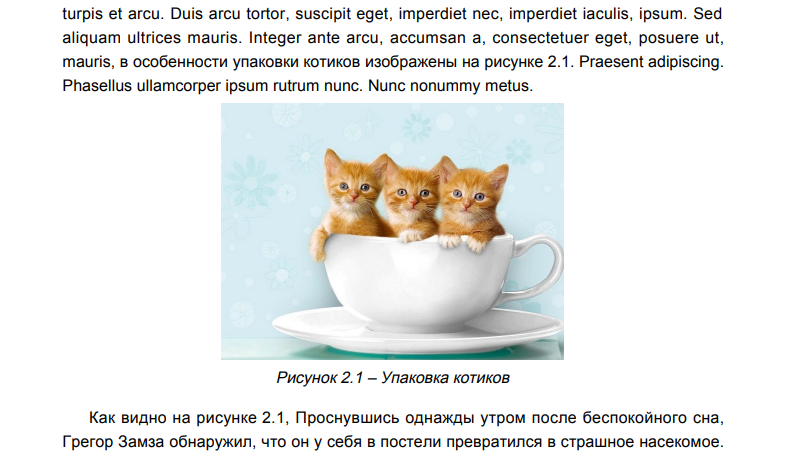 turpis et arcu. Duis arcu tortor, suscipit eget, imperdiet nec, imperdiet iaculis, ipsum. Sed
aliquam ultrices mauris. Integer ante arcu, accumsan a, consectetuer eget, posuere ut,
mauris, в особенности упаковки котиков изображены на рисунке 2.1. Praesent adipiscing.
Phasellus ullamcorper ipsum rutrum nunc. Nunc nonummy metus.
Рисунок 2.1 – Упаковка котиков
Как видно на рисунке 2.1, Проснувшись однажды утром после беспокойного сна,
Грегор Замза обнаружил, что он у себя в постели превратился в страшное насекомое.